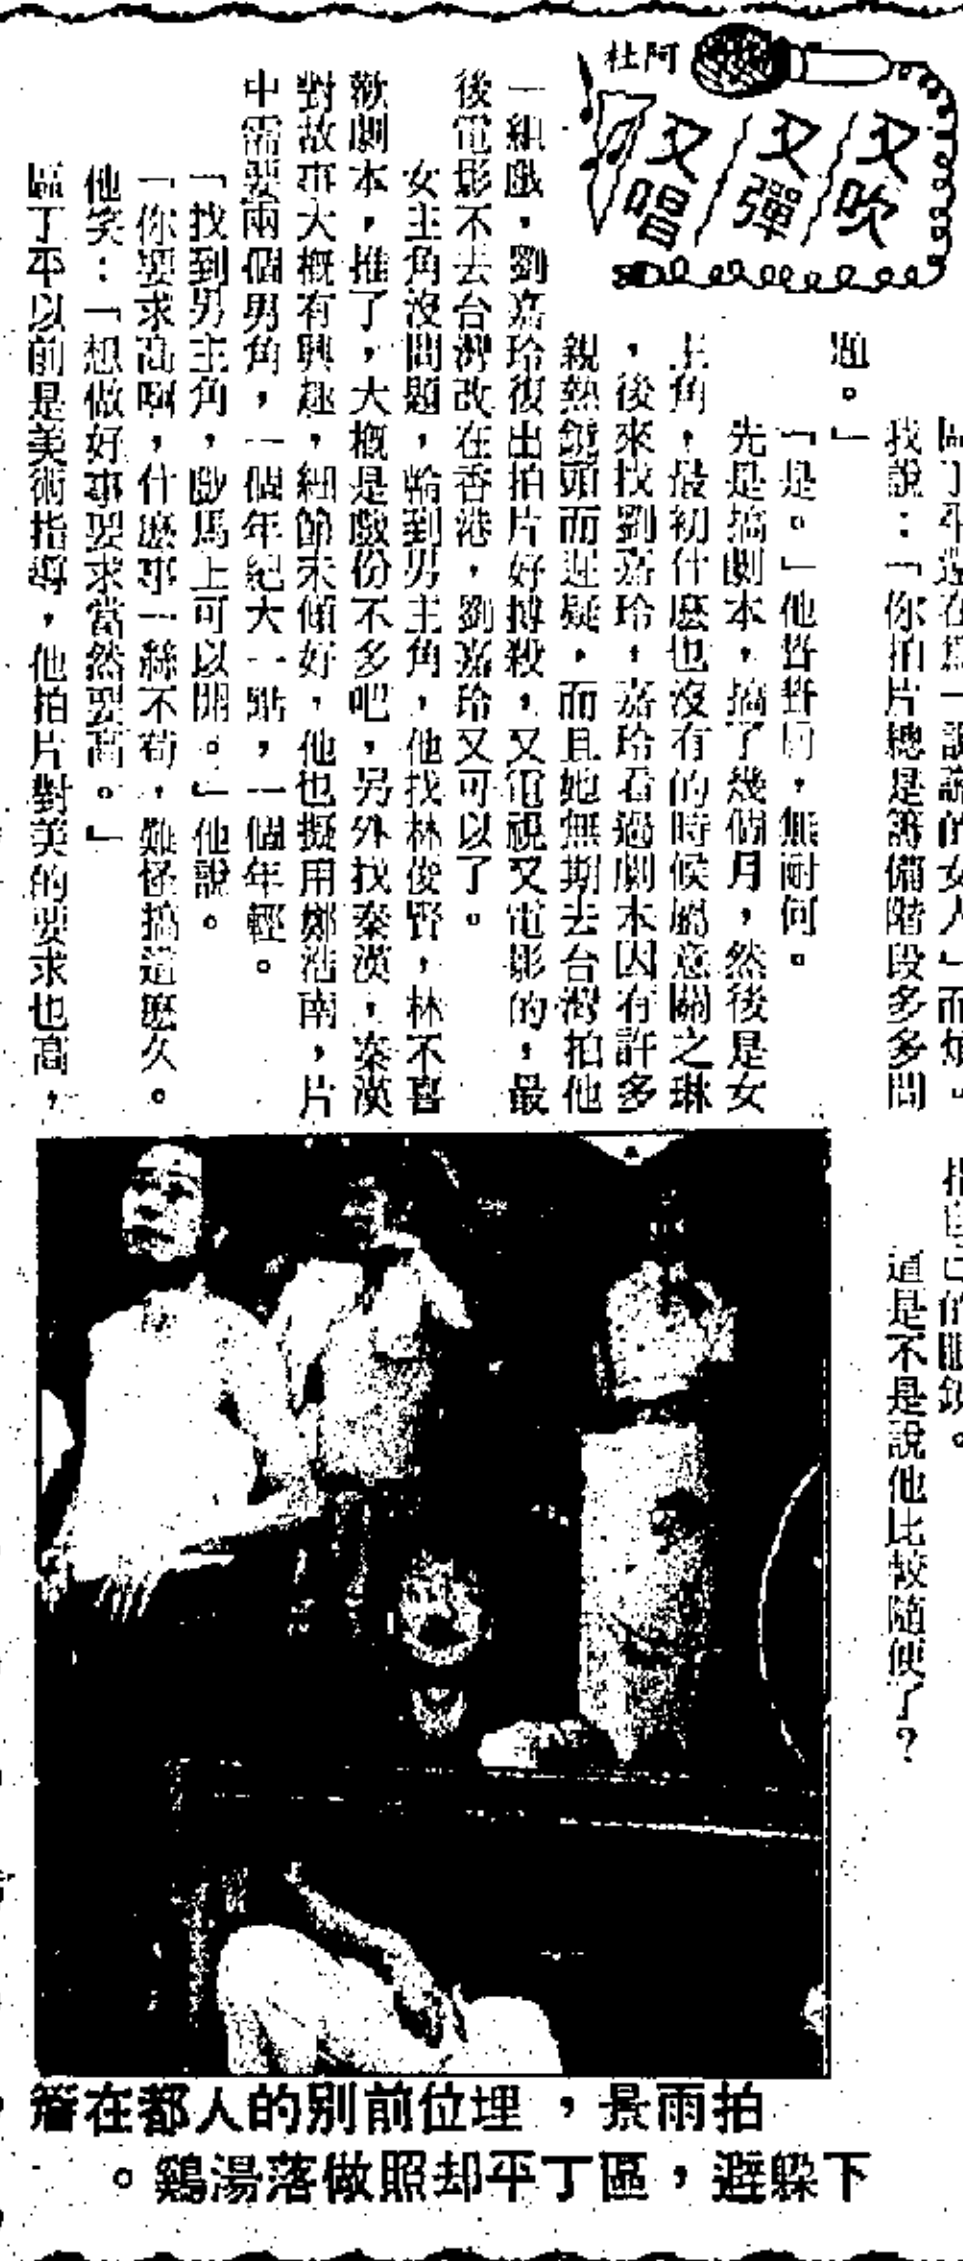 阿杜
又吹
又彈
又唱
區丁平還在為「說謊的女人」而煩。
我說：「你拍片總是籌備階段多多問
題。」
「是。」他聳聳肩，無耐何。
先是搞劇本，搞了幾個月，然後是女
主角，最初什麼也沒有的時候屬意關之琳
，後來找劉嘉玲，嘉玲看過劇本因有許多
親熱鏡頭而遲疑，而且她無期去台灣拍他
一組戲，劉嘉玲復出拍片好搏殺，又電視又電影的，最
後電影不去台灣改在香港，劉嘉玲又可以了。
女主角沒問題，輪到男主角，他找林俊賢，林不喜
歡劇本，推了，大概是戲份不多吧，另外找秦漢，秦漢
對故事大概有興趣，細節未傾好，他也擬用鄭浩南，片
中需要兩個男角，一個年紀大一點，一個年輕。
「找到男主角，戲馬上可以開。」他說。
「你要求高啊，什麼事一絲不苟，難怪搞這麼久。
他笑：「想做好事要求當然要高。」
區丁平以前是美術指導，他拍片對美的要求也高，
指自己的眼鏡。
道是不是說他比較隨便了？
拍雨景，埋位前別的人都在簷
下躲避，區丁平却照做落湯鷄。